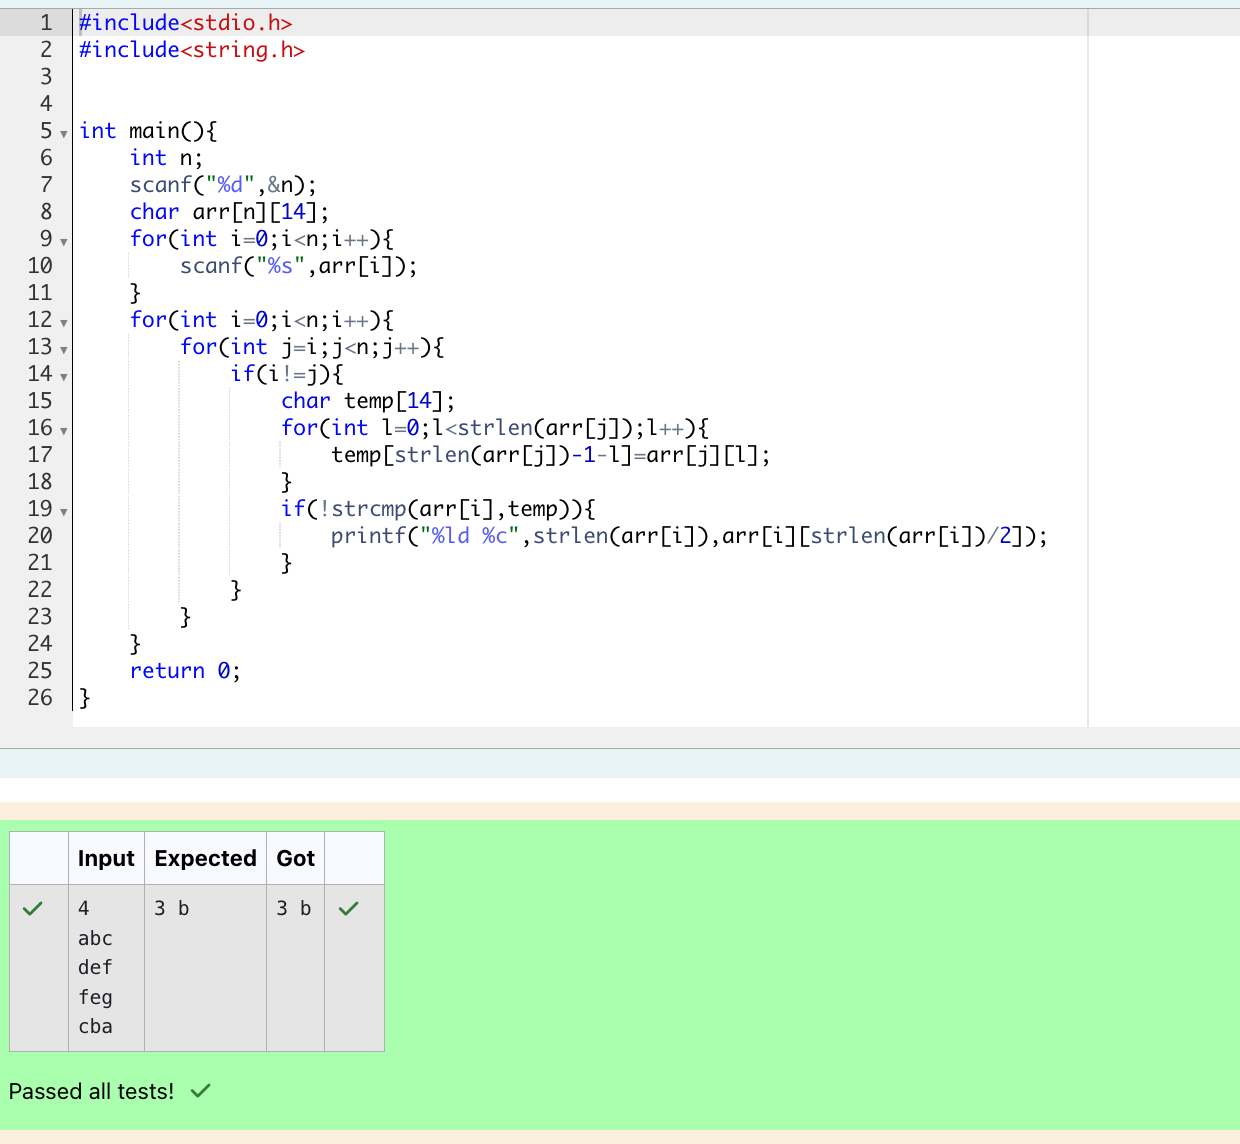 1 #include<stdio.h>
2 #include<string.h>
3
4
5 int main(){
6     int n;
7     scanf("%d",&n);
8     char arr[n][14];
9     for(int i=0;i<n;i++){
10         scanf("%s",arr[i]);
11     }
12     for(int i=0;i<n;i++){
13         for(int j=i;j<n;j++){
14             if(i!=j){
15                 char temp[14];
16                 for(int l=0;l<strlen(arr[j]);l++){
17                     temp[strlen(arr[j])-1-l]=arr[j][l];
18                 }
19                 if(!strcmp(arr[i],temp)){
20                     printf("%ld %c",strlen(arr[i]),arr[i][strlen(arr[i])/2]);
21                 }
22             }
23         }
24     }
25     return 0;
26 }
Input Expected Got
4 3 b 3 b
abc
def
feg
cba
Passed all tests!